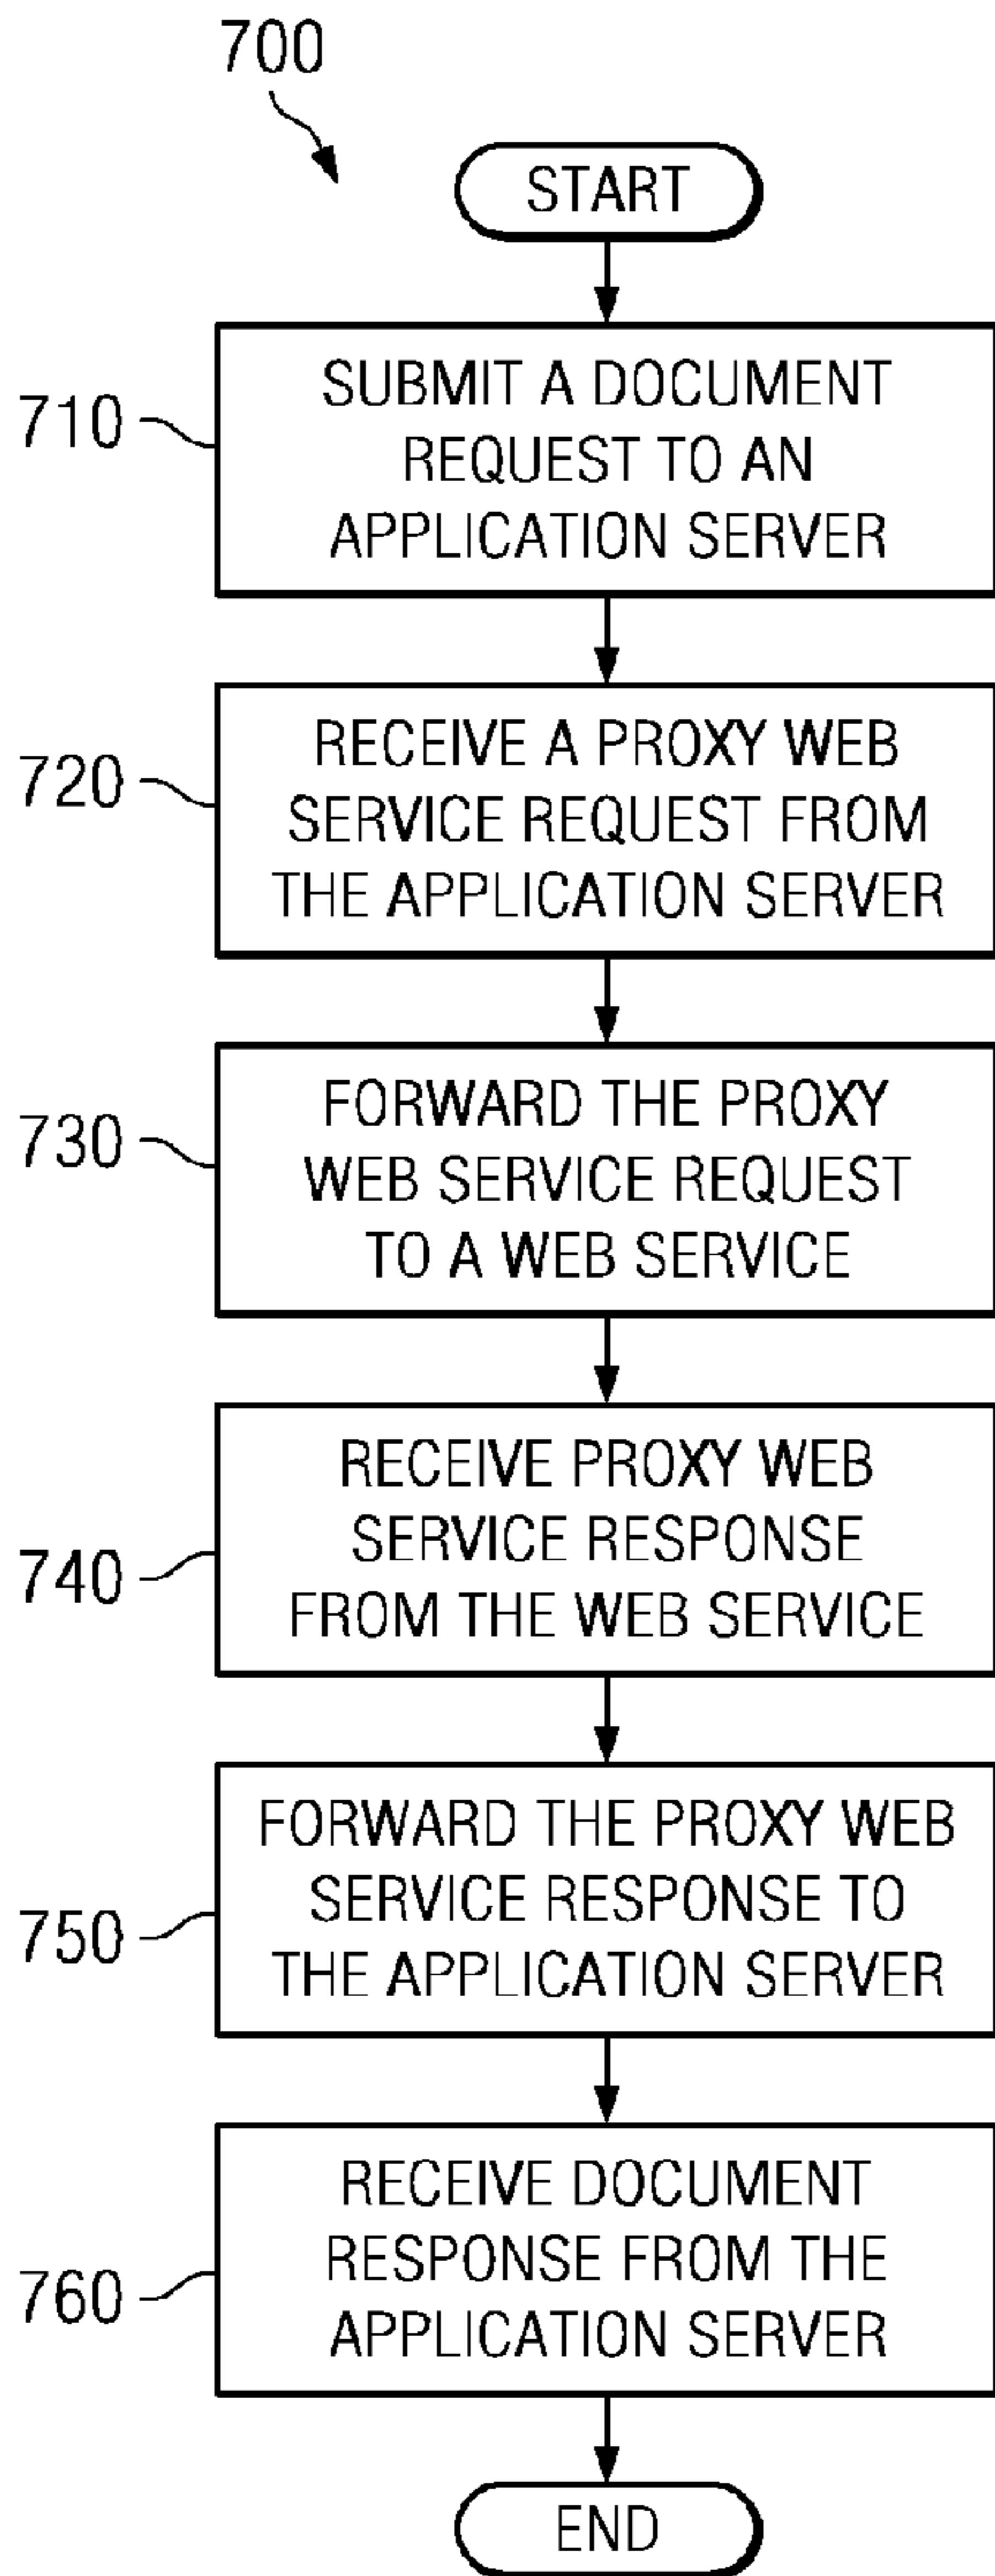 700
START
710
SUBMIT A DOCUMENT
REQUEST TO AN
APPLICATION SERVER
720
RECEIVE A PROXY WEB
SERVICE REQUEST FROM
THE APPLICATION SERVER
730
FORWARD THE PROXY
WEB SERVICE REQUEST
TO A WEB SERVICE
740
RECEIVE PROXY WEB
SERVICE RESPONSE
FROM THE WEB SERVICE
750
FORWARD THE PROXY WEB
SERVICE RESPONSE TO
THE APPLICATION SERVER
760
RECEIVE DOCUMENT
RESPONSE FROM THE
APPLICATION SERVER
END